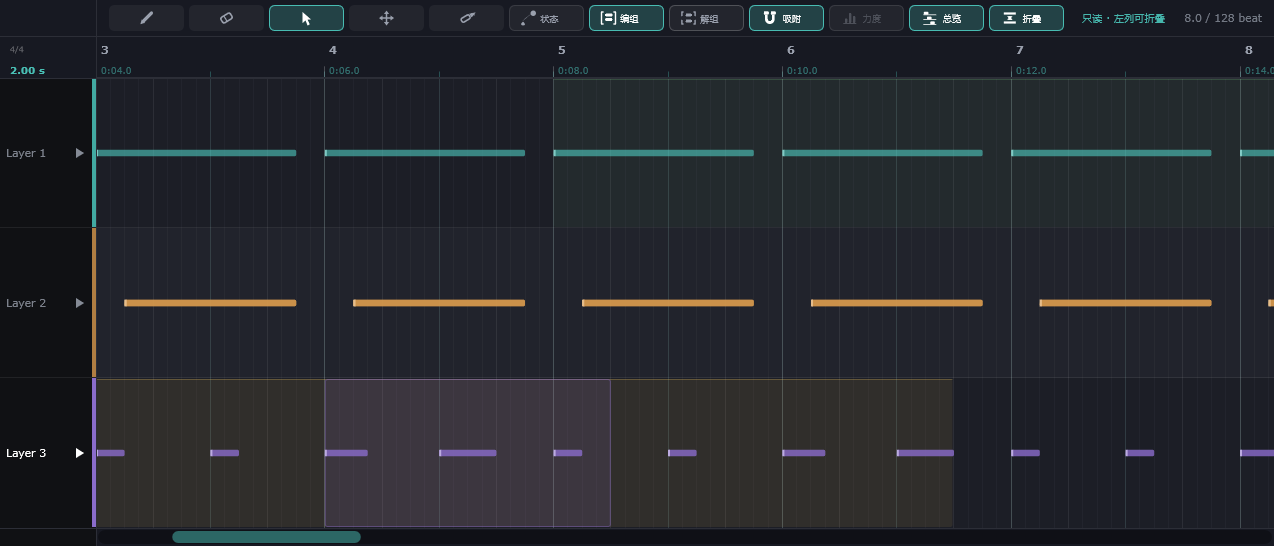 状态 编组 解组 吸附 力度 总览 折叠 只读・左列可折叠 8.0 / 128 beat
4/4 3 4 5 6 7 8
2.00 s 0:04.0 0:06.0 0:08.0 0:10.0 0:12.0 0:14.0
Layer 1
Layer 2
Layer 3